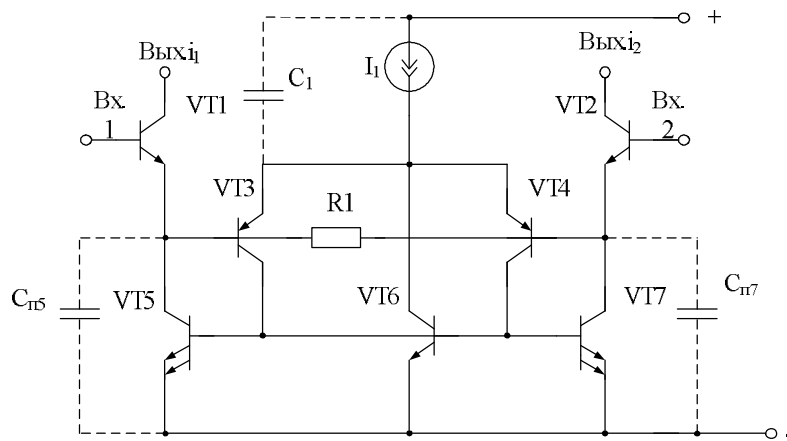 +
Вых.i₁
I₁
Вых.i₂
C₁
Вх.
1
VT1
VT2
Вх.
2
VT3
R1
VT4
Cп5
VT5
VT6
VT7
Cп7
-